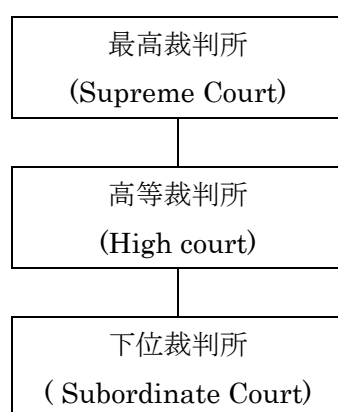 最高裁判所
(Supreme Court)
高等裁判所
(High court)
下位裁判所
( Subordinate Court)